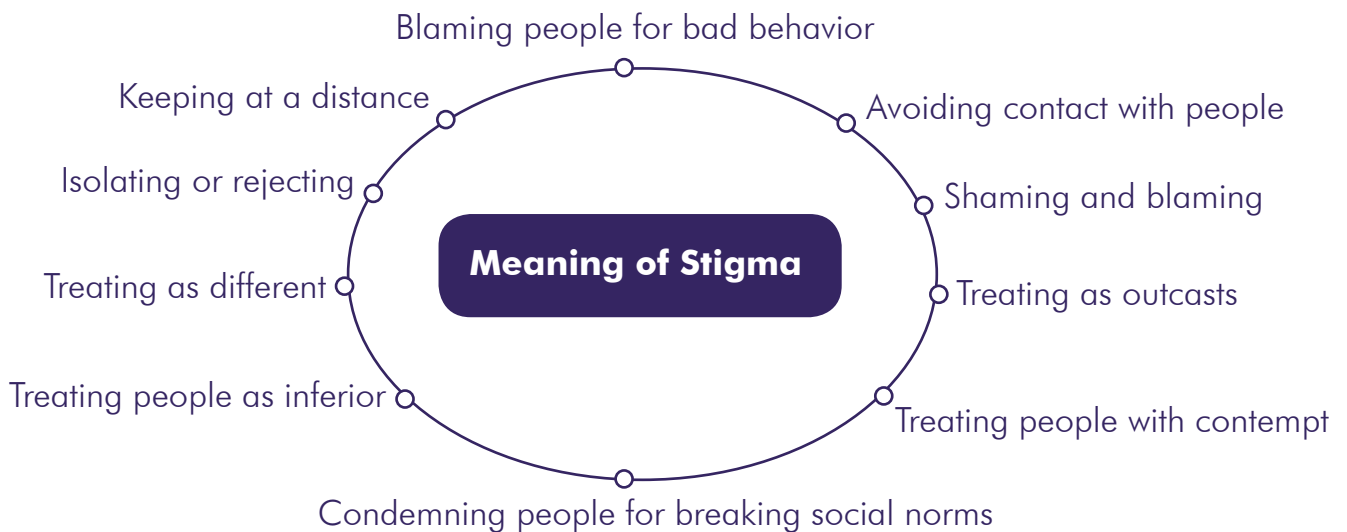 Blaming people for bad behavior
Keeping at a distance
Avoiding contact with people
Isolating or rejecting
Shaming and blaming
Meaning of Stigma
Treating as different
Treating as outcasts
Treating people as inferior
Treating people with contempt
Condemning people for breaking social norms